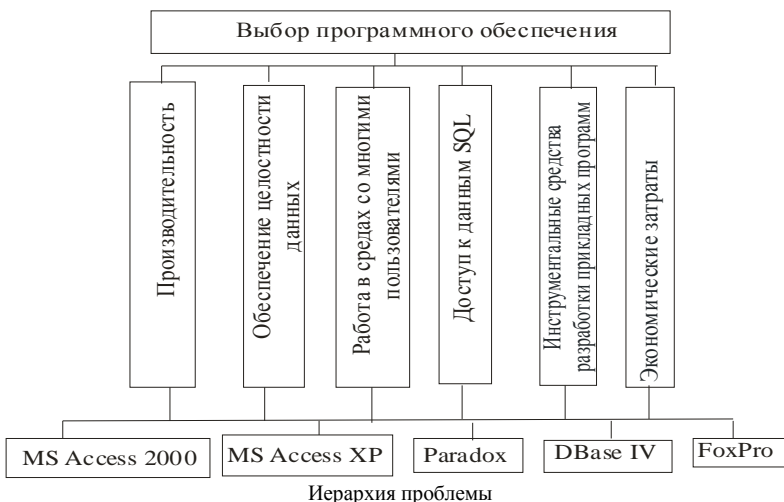 Выбор программного обеспечения
Производительность
Обеспечение целостности
данных
Работа в средах со многими
пользователями
Доступ к данным SQL
Инструментальные средства
разработки прикладных программ
Экономические затраты
MS Access 2000
MS Access XP
Paradox
DBase IV
FoxPro
Иерархия проблемы